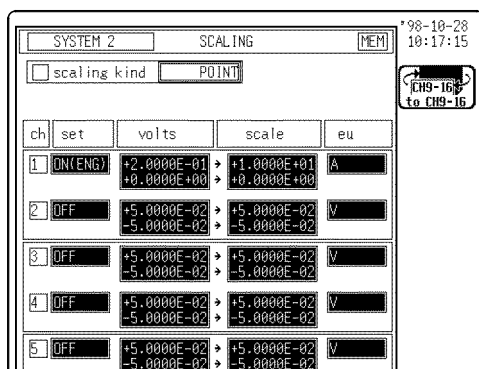 '98-10-28
SYSTEM 2 SCALING MEM 10:17:15
scaling kind POINT
CH9-16
to CH9-16
ch set volts scale eu
1 ON(ENG) +2.0000E-01 → +1.0000E+01 A
+0.0000E+00 → +0.0000E+00
2 OFF +5.0000E-02 → +5.0000E-02 V
-5.0000E-02 → -5.0000E-02
3 OFF +5.0000E-02 → +5.0000E-02 V
-5.0000E-02 → -5.0000E-02
4 OFF +5.0000E-02 → +5.0000E-02 V
-5.0000E-02 → -5.0000E-02
5 OFF +5.0000E-02 → +5.0000E-02 V
-5.0000E-02 → -5.0000E-02